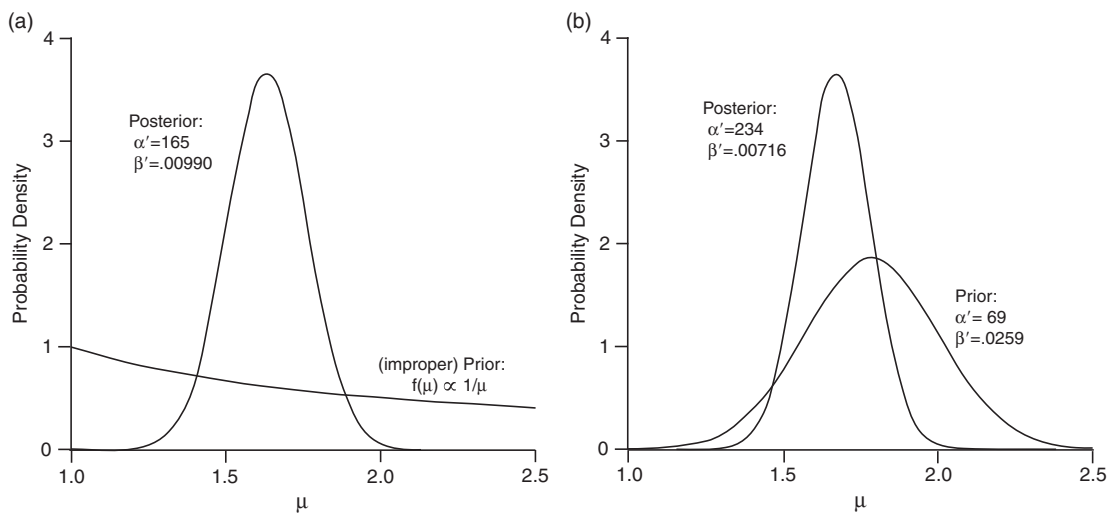 (a)
4
3
2
1
0
Probability Density
Posterior:
α′=165
β′=.00990
(improper) Prior:
f(μ) ∝ 1/μ
1.0
1.5
2.0
2.5
μ
(b)
4
3
2
1
0
Probability Density
Posterior:
α′=234
β′=.00716
Prior:
α′= 69
β′=.0259
1.0
1.5
2.0
2.5
μ